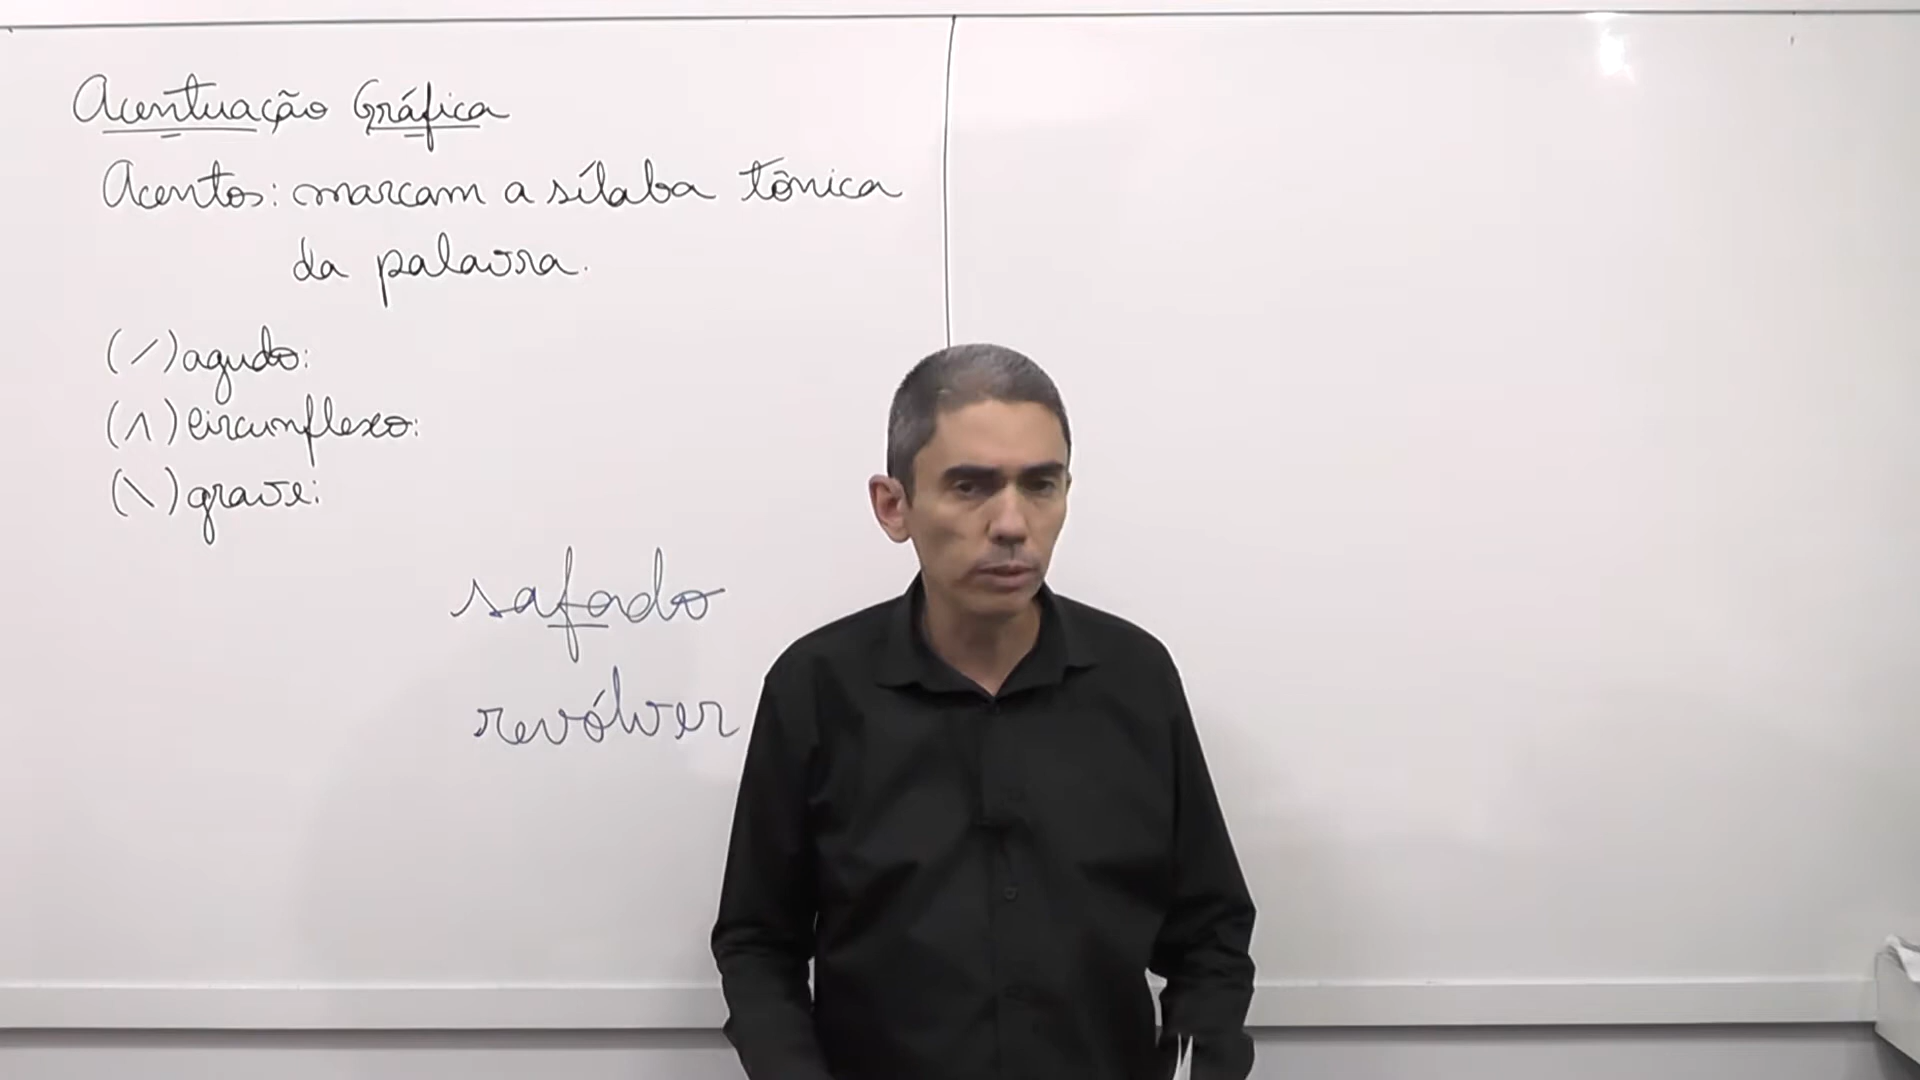 Acentuação Gráfica
Acentos: marcam a sílaba tônica
da palavra.
(/) agudo:
(^) circunflexo:
(\) grave:
safado
revólver